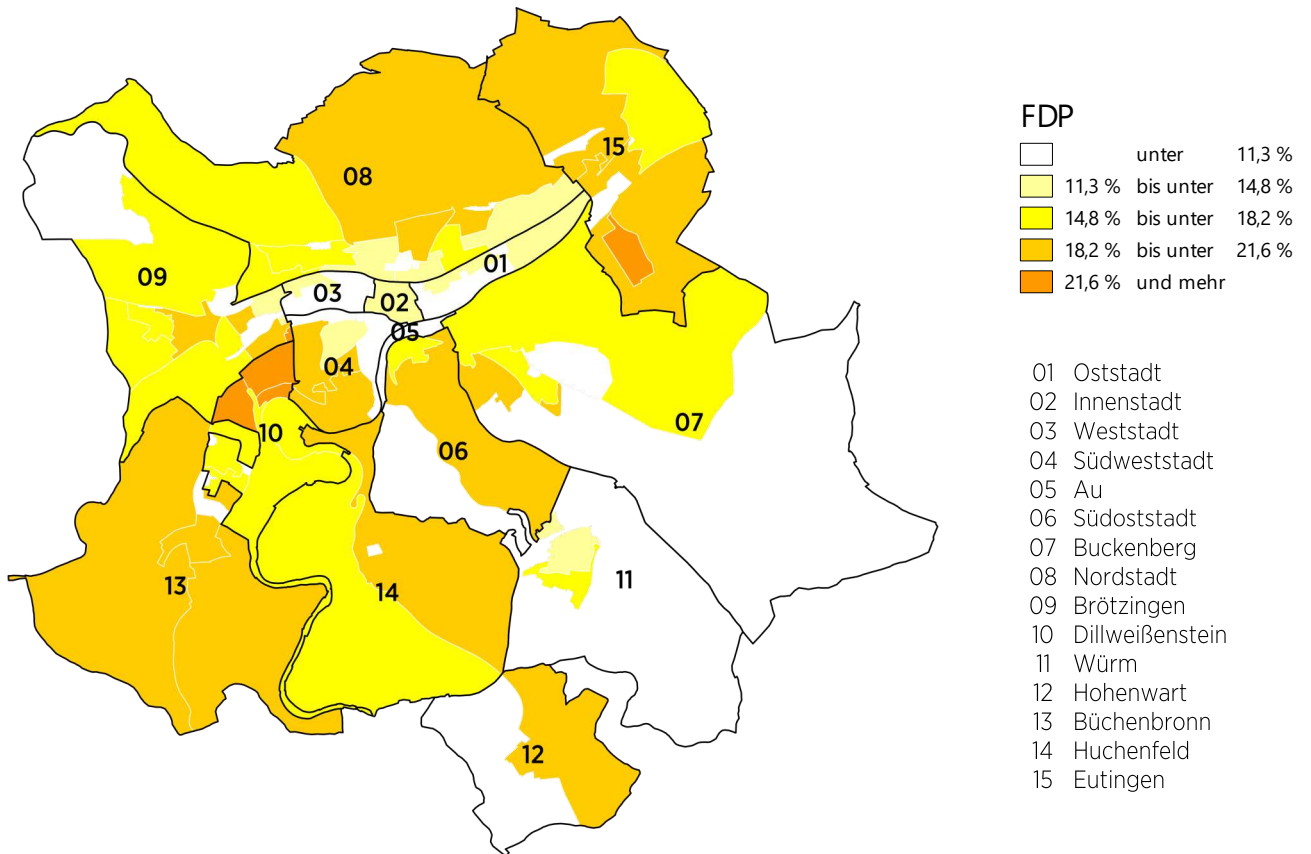 15
08
01
09
03
02
05
04
07
10
06
11
13
14
12
FDP
unter 11,3 %
11,3 % bis unter 14,8 %
14,8 % bis unter 18,2 %
18,2 % bis unter 21,6 %
21,6 % und mehr
01 Oststadt
02 Innenstadt
03 Weststadt
04 Südweststadt
05 Au
06 Südoststadt
07 Buckenberg
08 Nordstadt
09 Brötzingen
10 Dillweißenstein
11 Würm
12 Hohenwart
13 Büchenbronn
14 Huchenfeld
15 Eutingen